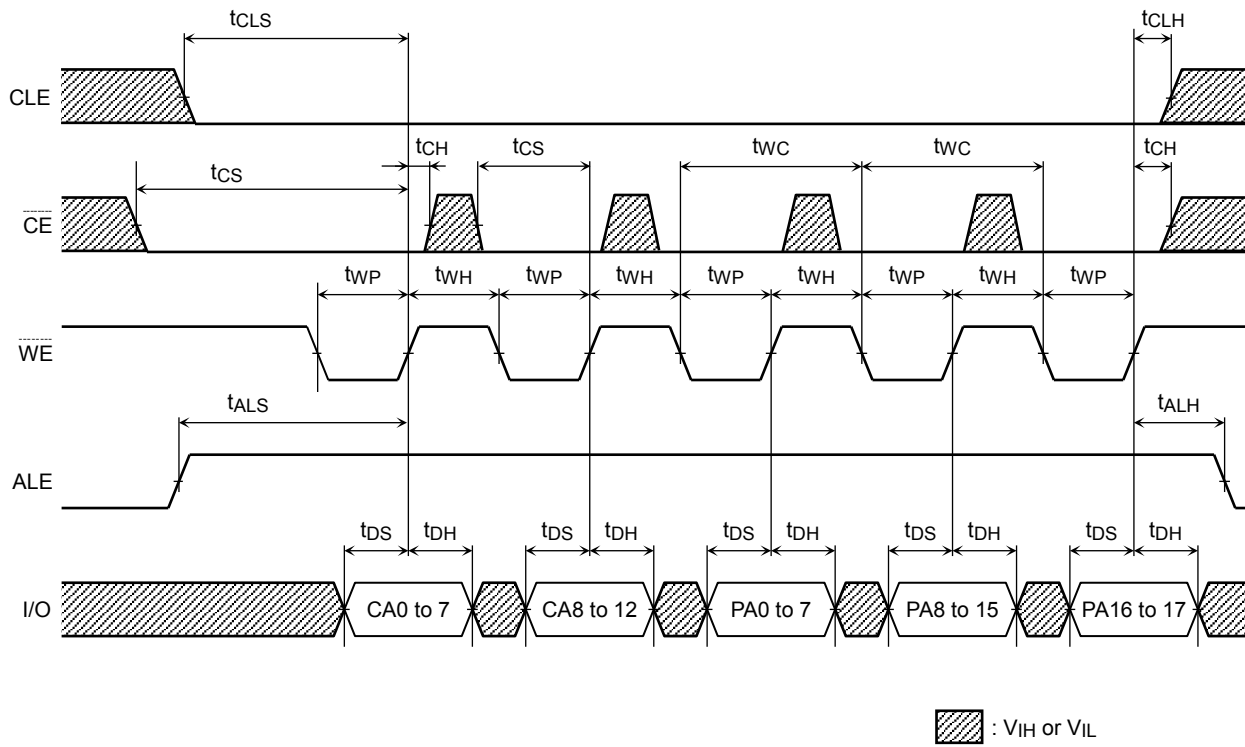 tCLS tCLH
CLE
tCH tCS tWC tWC tCH
tCS
CE
tWP tWH tWP tWH tWP tWH tWP tWH tWP
WE
tALS tALH
ALE
tDS tDH tDS tDH tDS tDH tDS tDH tDS tDH
I/O CA0 to 7 CA8 to 12 PA0 to 7 PA8 to 15 PA16 to 17
: VIH or VIL